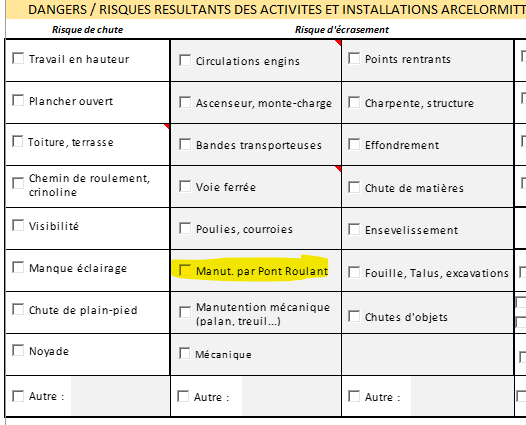 DANGERS / RISQUES RESULTANTS DES ACTIVITES ET INSTALLATIONS ARCELORMITT
Risque de chute
Risque d'écrasement
Travail en hauteur
Circulations engins
Points rentrants
Plancher ouvert
Ascenseur, monte-charge
Charpente, structure
Toiture, terrasse
Bandes transporteuses
Effondrement
Chemin de roulement,
crinoline
Voie ferrée
Chute de matières
Visibilité
Poulies, courroies
Ensevelissement
Manque éclairage
Manut. par Pont Roulant
Fouille, Talus, excavations
Chute de plain-pied
Manutention mécanique
(palan, treuil...)
Chutes d'objets
Noyade
Mécanique
Autre :
Autre :
Autre :